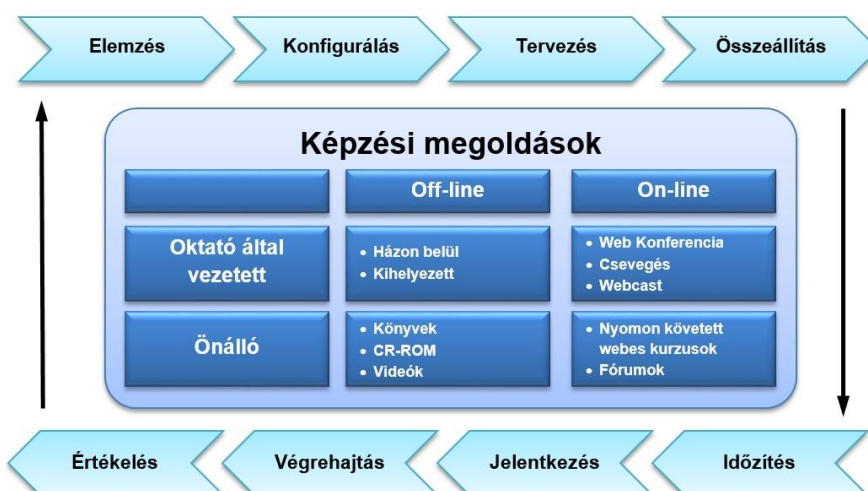 Elemzés
Konfigurálás
Tervezés
Összeállítás
Képzési megoldások
Off-line
On-line
Oktató által
vezetett
• Házon belül
• Kihelyezett
• Web Konferencia
• Csevegés
• Webcast
Önálló
• Könyvek
• CR-ROM
• Videók
• Nyomon követett
webes kurzusok
• Fórumok
Értékelés
Végrehajtás
Jelentkezés
Időzítés